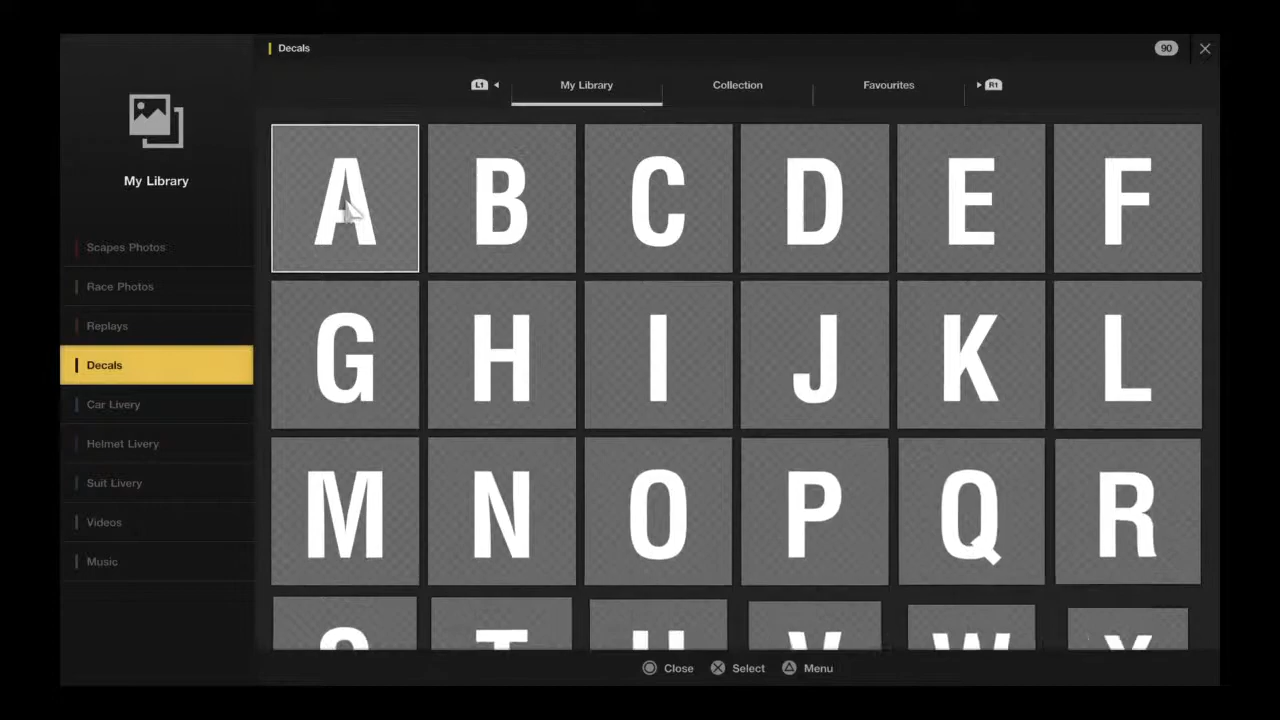 Decals
90
L1
My Library
Collection
Favourites
R1
My Library
Scapes Photos
Race Photos
Replays
Decals
Car Livery
Helmet Livery
Suit Livery
Videos
Music
A B C D E F
G H I J K L
M N O P Q R
S T U V W X
Close Select Menu